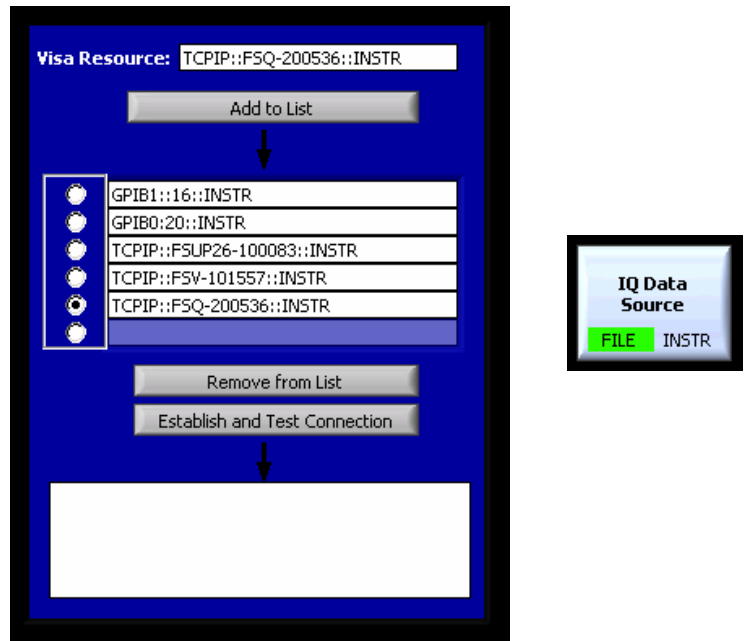 Visa Resource: TCPIP::FSQ-200536::INSTR
Add to List
GPIB1::16::INSTR
GPIB0:20::INSTR
TCPIP::FSUP26-100083::INSTR
TCPIP::FSV-101557::INSTR
TCPIP::FSQ-200536::INSTR
Remove from List
Establish and Test Connection
IQ Data
Source
FILE INSTR